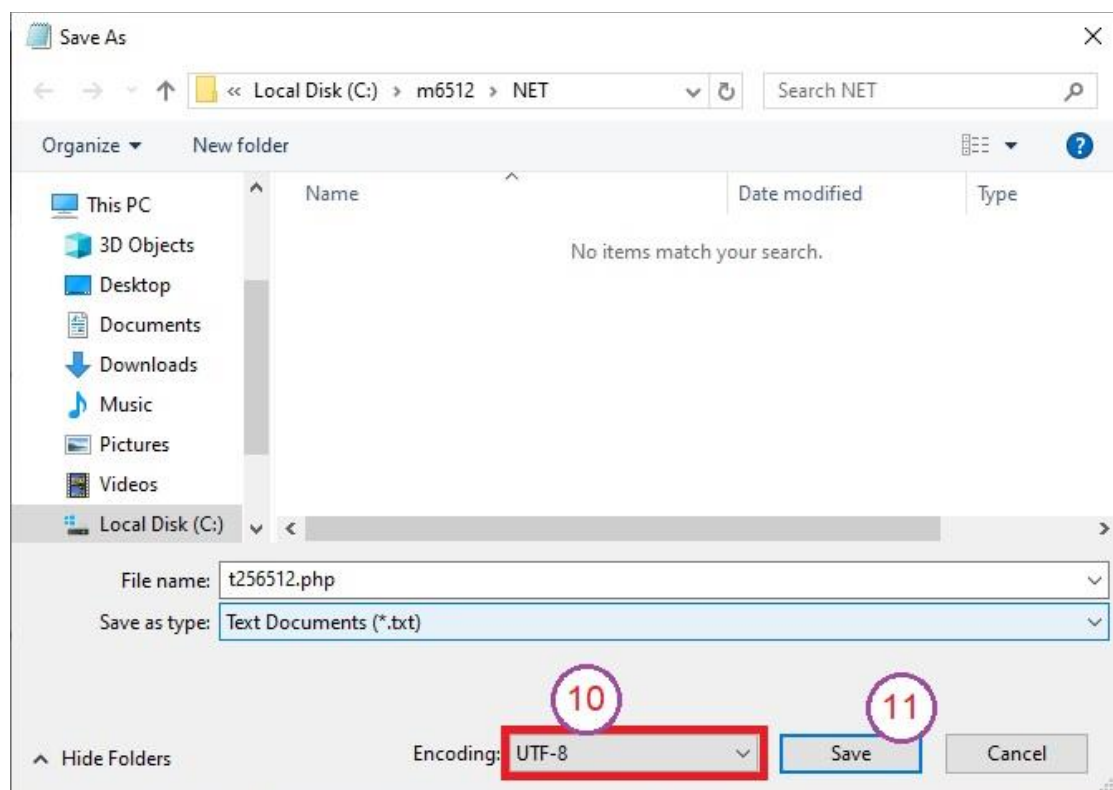 Save As
« Local Disk (C:) › m6512 › NET
Search NET
Organize
New folder
Name
Date modified
Type
No items match your search.
This PC
3D Objects
Desktop
Documents
Downloads
Music
Pictures
Videos
Local Disk (C:)
File name: t256512.php
Save as type: Text Documents (*.txt)
10
11
Hide Folders
Encoding: UTF-8
Save
Cancel